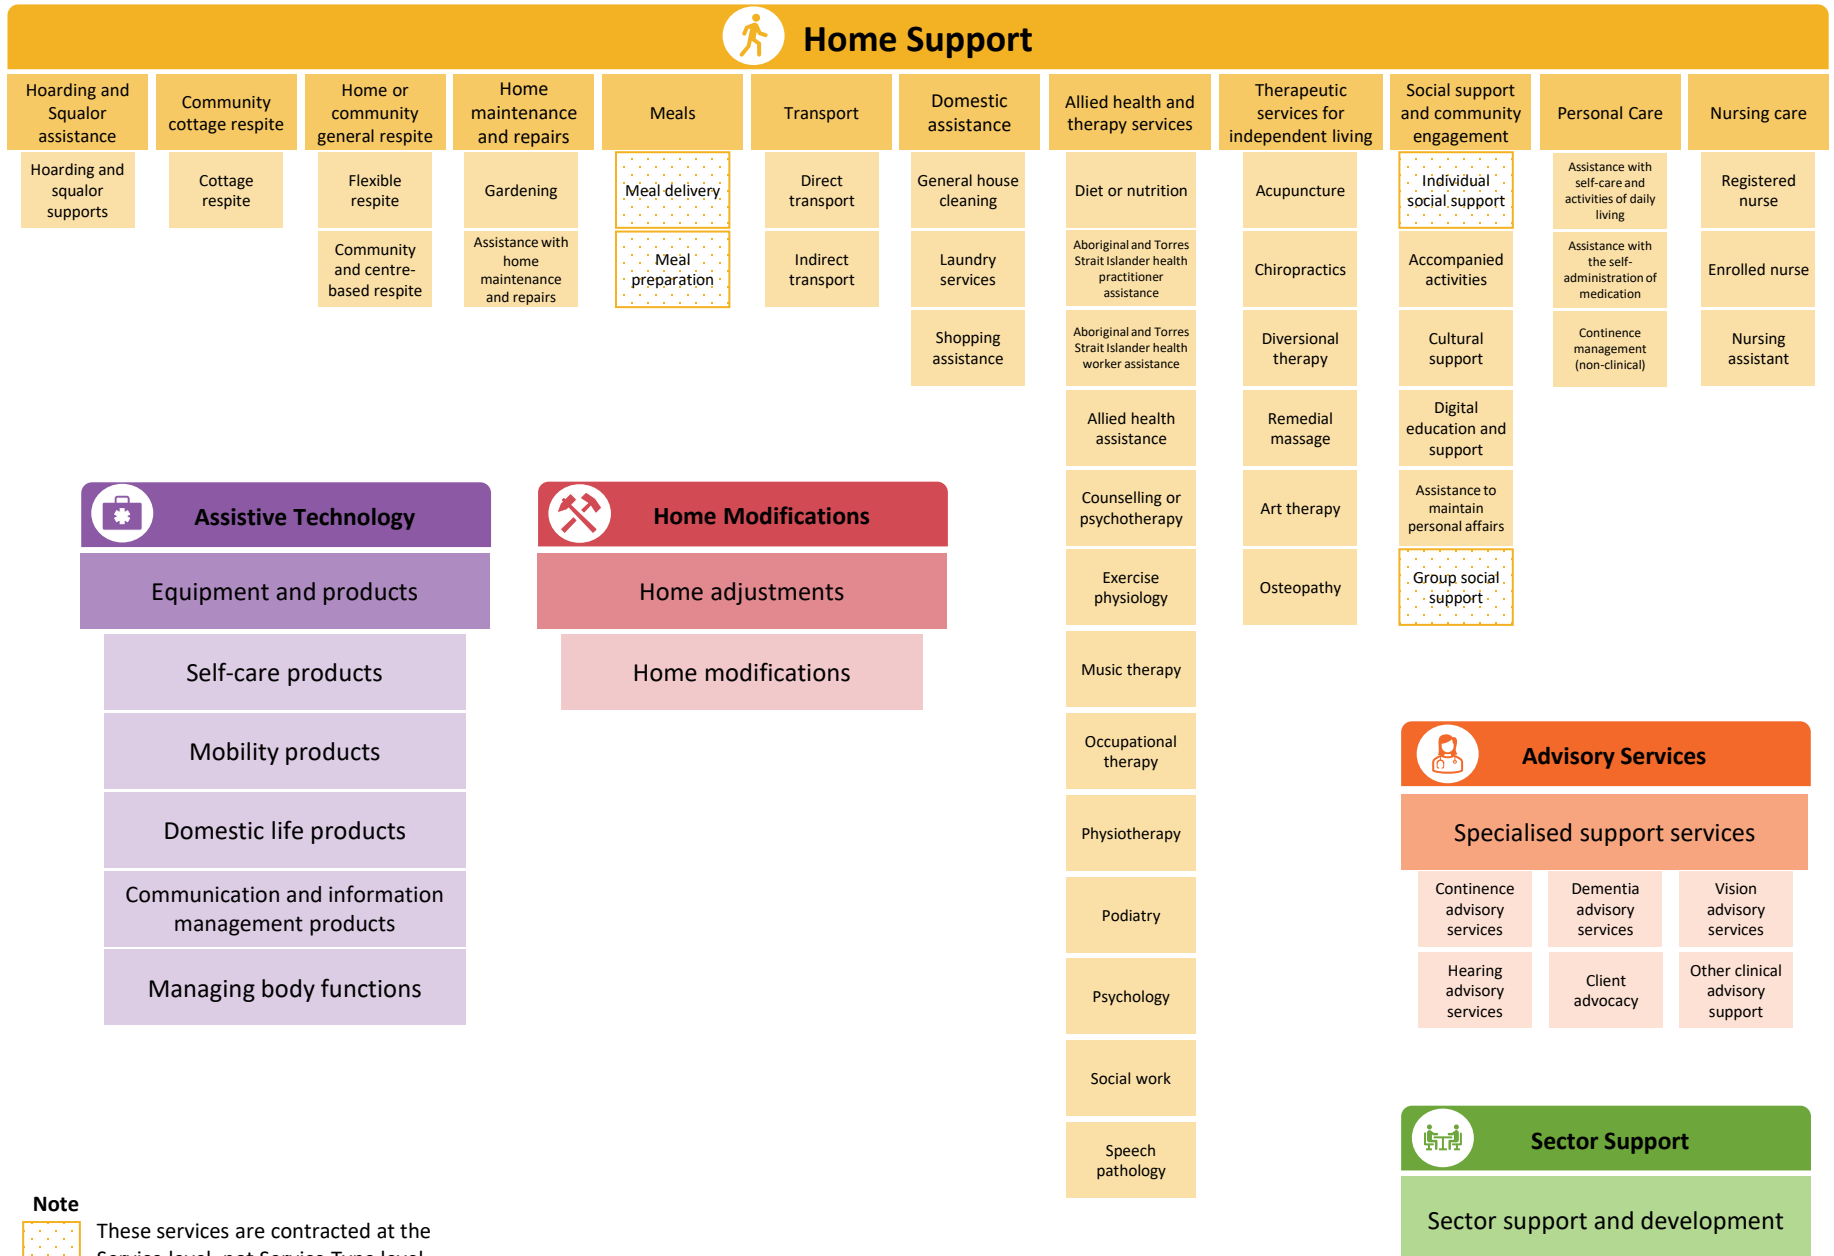 Home Support
Hoarding and
Squalor
assistance
Community
cottage respite
Home or
community
general respite
Home
maintenance
and repairs
Meals
Transport
Domestic
assistance
Allied health and
therapy services
Therapeutic
services for
independent living
Social support
and community
engagement
Personal Care
Nursing care
Hoarding and
squalor
supports
Cottage
respite
Flexible
respite
Gardening
Meal delivery
Direct
transport
General house
cleaning
Diet or nutrition
Acupuncture
Individual
social support
Assistance with
self-care and
activities of daily
living
Registered
nurse
Community
and centre-
based respite
Assistance with
home
maintenance
and repairs
Meal
preparation
Indirect
transport
Laundry
services
Aboriginal and Torres
Strait Islander health
practitioner
assistance
Chiropractics
Accompanied
activities
Assistance with
the self-
administration of
medication
Enrolled nurse
Shopping
assistance
Aboriginal and Torres
Strait Islander health
worker assistance
Diversional
therapy
Cultural
support
Continence
management
(non-clinical)
Nursing
assistant
Allied health
assistance
Remedial
massage
Digital
education and
support
Counselling or
psychotherapy
Art therapy
Assistance to
maintain
personal affairs
Exercise
physiology
Osteopathy
Group social
support
Music therapy
Occupational
therapy
Physiotherapy
Podiatry
Psychology
Social work
Speech
pathology
Assistive Technology
Equipment and products
Self-care products
Mobility products
Domestic life products
Communication and information
management products
Managing body functions
Home Modifications
Home adjustments
Home modifications
Advisory Services
Specialised support services
Continence
advisory
services
Dementia
advisory
services
Vision
advisory
services
Hearing
advisory
services
Client
advocacy
Other clinical
advisory
support
Sector Support
Sector support and development
Note
These services are contracted at the
Service level, not Service Type level